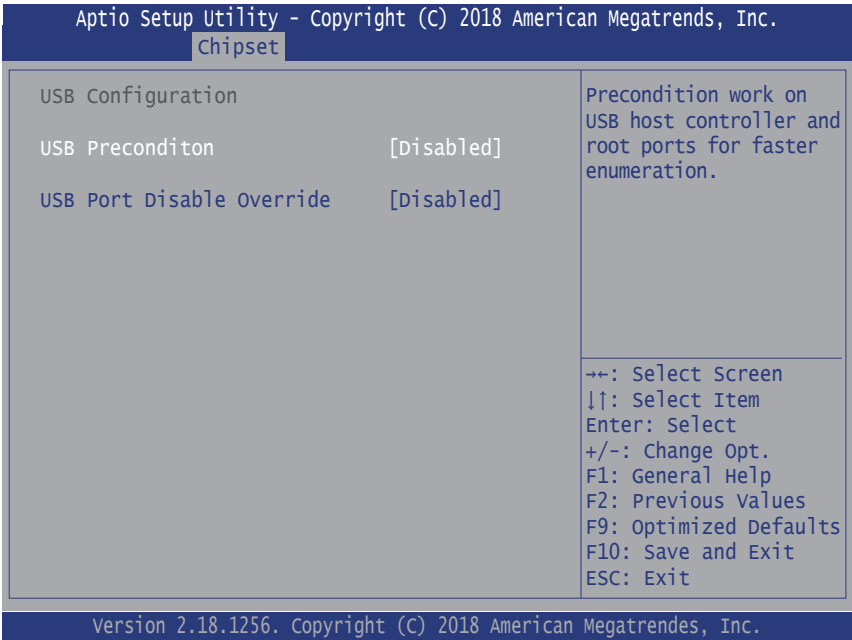 Aptio Setup Utility - Copyright (C) 2018 American Megatrends, Inc.
Chipset
USB Configuration
USB Preconditon [Disabled]
USB Port Disable Override [Disabled]
Precondition work on
USB host controller and
root ports for faster
enumeration.
→←: Select Screen
↓↑: Select Item
Enter: Select
+/-: Change Opt.
F1: General Help
F2: Previous Values
F9: Optimized Defaults
F10: Save and Exit
ESC: Exit
Version 2.18.1256. Copyright (C) 2018 American Megatrendes, Inc.